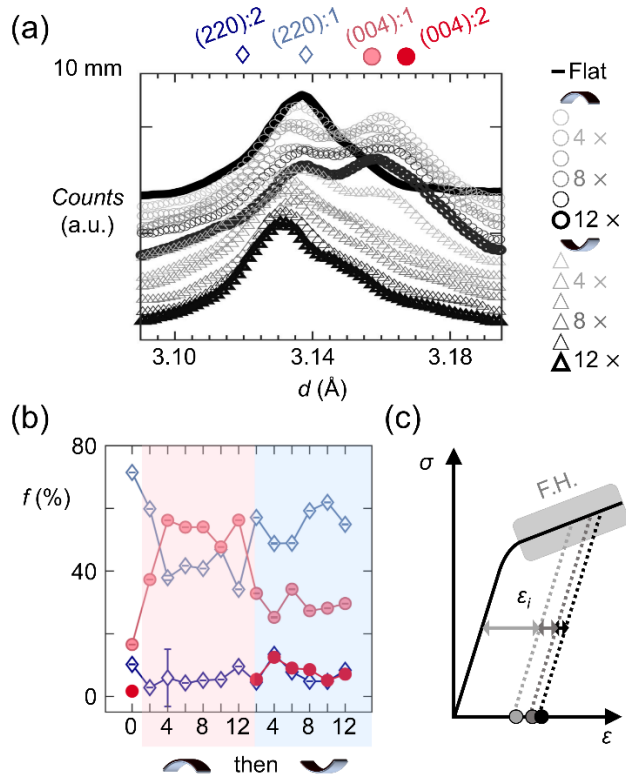 (a)
(220):2
(220):1
(004):1
(004):2
10 mm
Counts
(a.u.)
3.10
3.14
3.18
d (Å)
Flat
4 ×
8 ×
12 ×
4 ×
8 ×
12 ×
(b)
80
f (%)
40
0
0
4
8
12
4
8
12
then
(c)
σ
F.H.
εi
ε